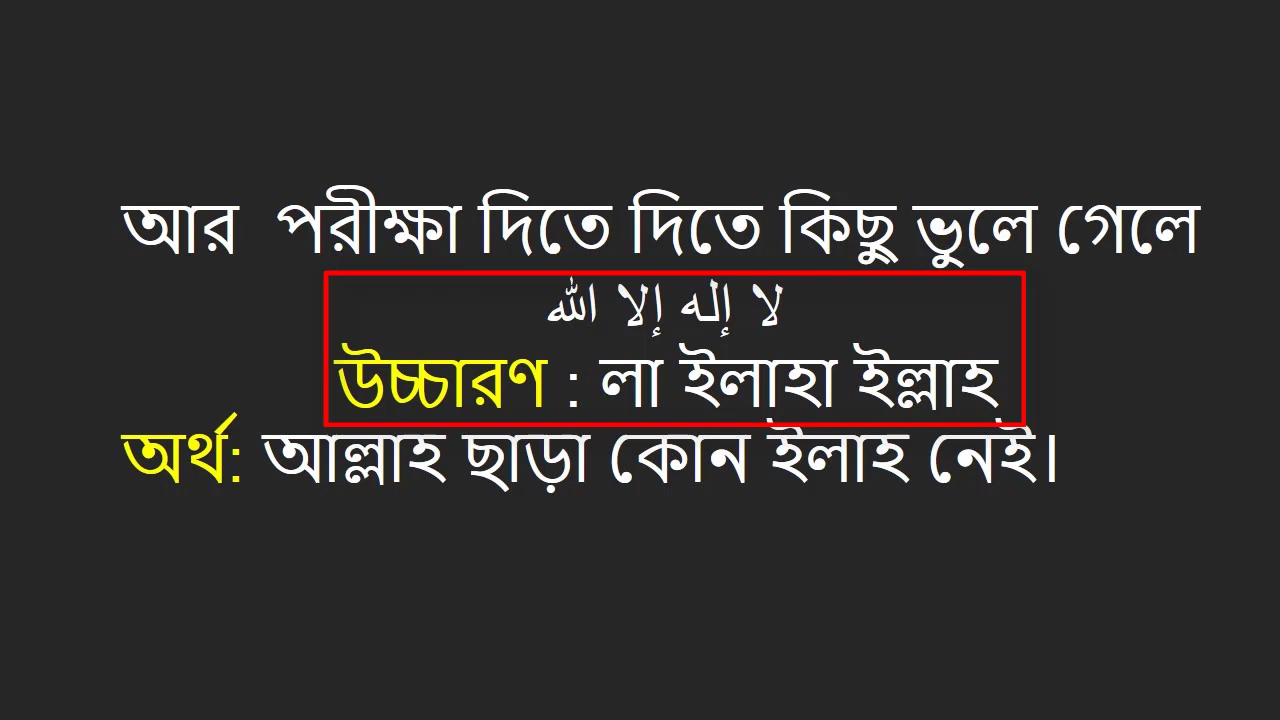 আর  পরীক্ষা দিতে দিতে কিছু ভুলে গেলে
لا إله إلا الله
উচ্চারণ : লা ইলাহা ইল্লাহ
অর্থ: আল্লাহ ছাড়া কোন ইলাহ নেই।